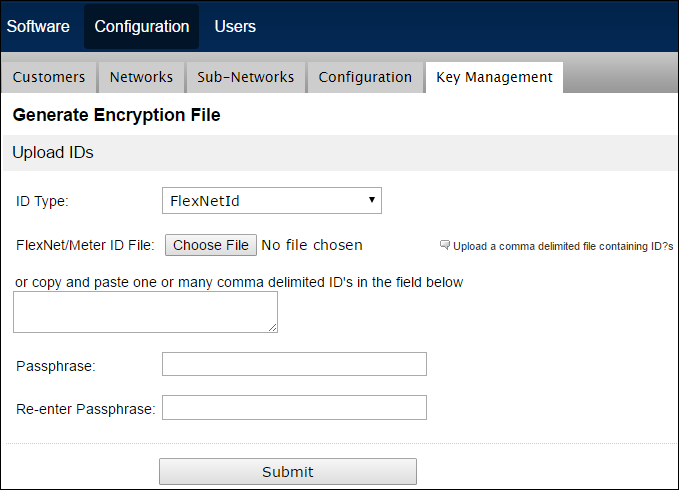 Software Configuration Users
Customers Networks Sub-Networks Configuration Key Management
Generate Encryption File
Upload IDs
ID Type: FlexNetId
FlexNet/Meter ID File: Choose File No file chosen Upload a comma delimited file containing ID?s
or copy and paste one or many comma delimited ID's in the field below
Passphrase:
Re-enter Passphrase:
Submit